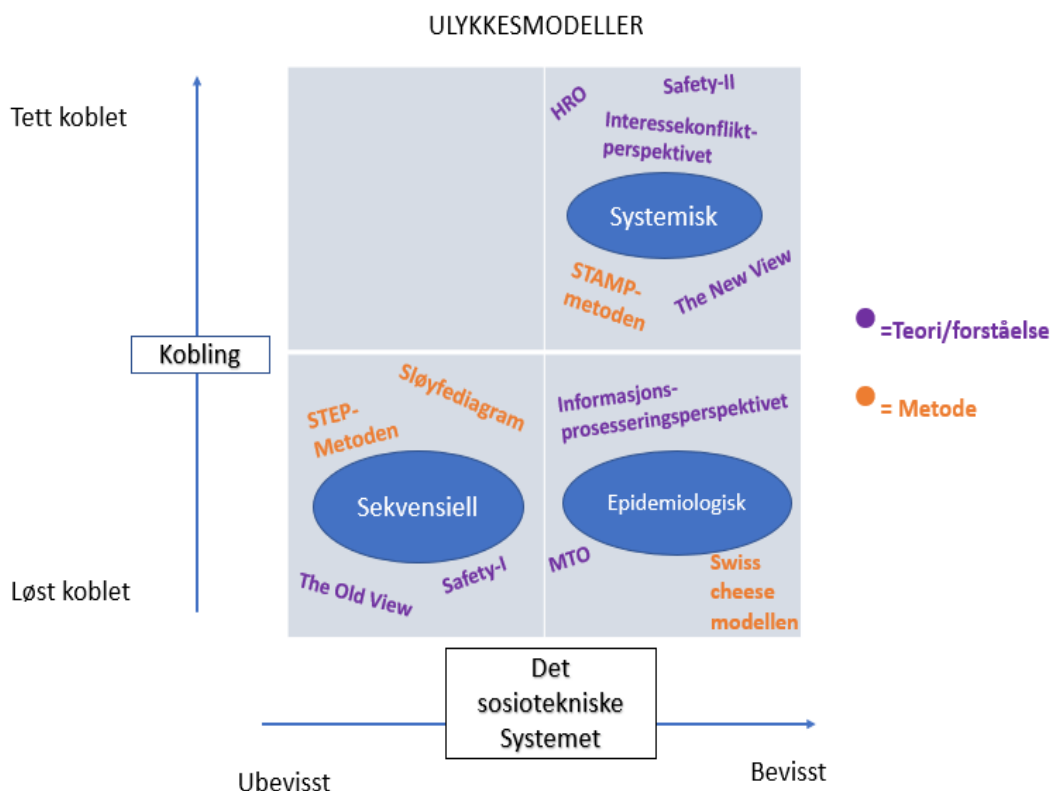 ULYKKESMODELLER
Tett koblet
HRO
Safety-II
Interessekonflikt-
perspektivet
Systemisk
STAMP-
metoden
The New View
=Teori/forståelse
= Metode
Kobling
Sløyfediagram
STEP-
Metoden
Sekvensiell
Safety-I
The Old View
Informasjons-
prosesseringsperspektivet
Epidemiologisk
MTO
Swiss
cheese
modellen
Løst koblet
Det
sosiotekniske
Systemet
Ubevisst
Bevisst